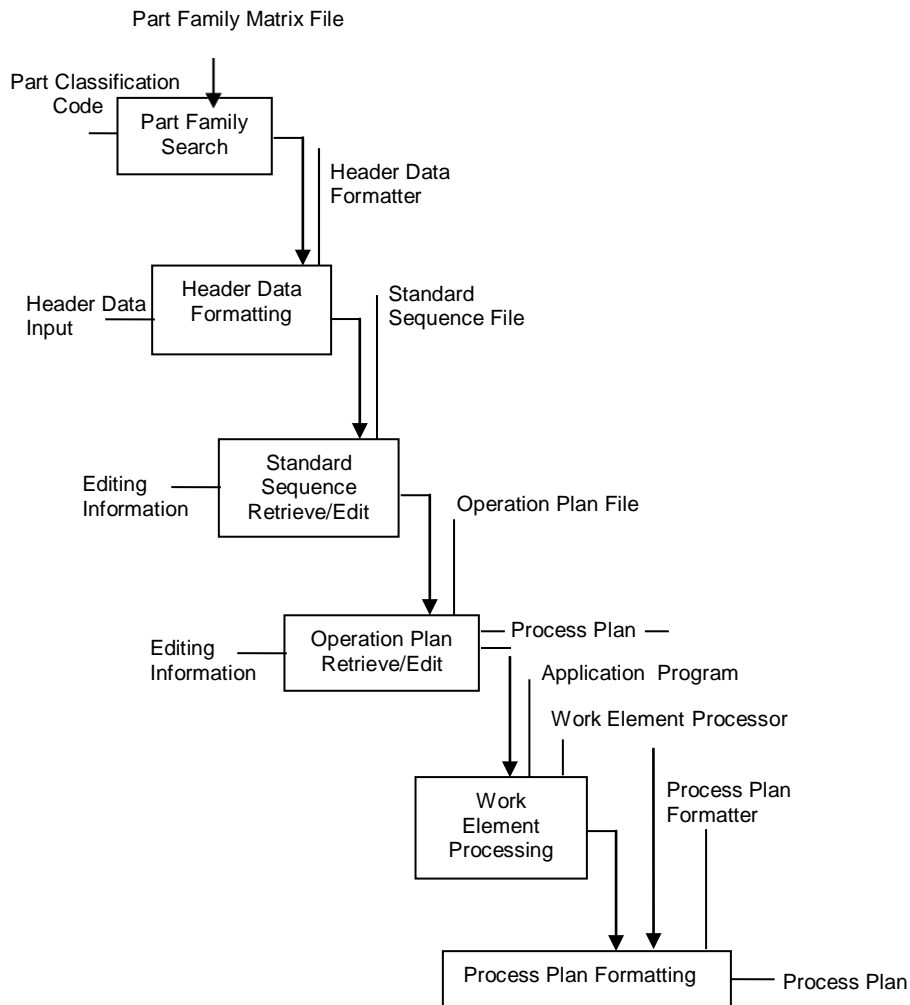 Part Family Matrix File
Part Classification
Code
Part Family
Search
Header Data
Formatter
Header Data
Formatting
Header Data
Input
Standard
Sequence File
Standard
Sequence
Retrieve/Edit
Editing
Information
Operation Plan File
Operation Plan
Retrieve/Edit
Process Plan
Editing
Information
Application Program
Work Element Processor
Work
Element
Processing
Process Plan
Formatter
Process Plan Formatting
Process Plan